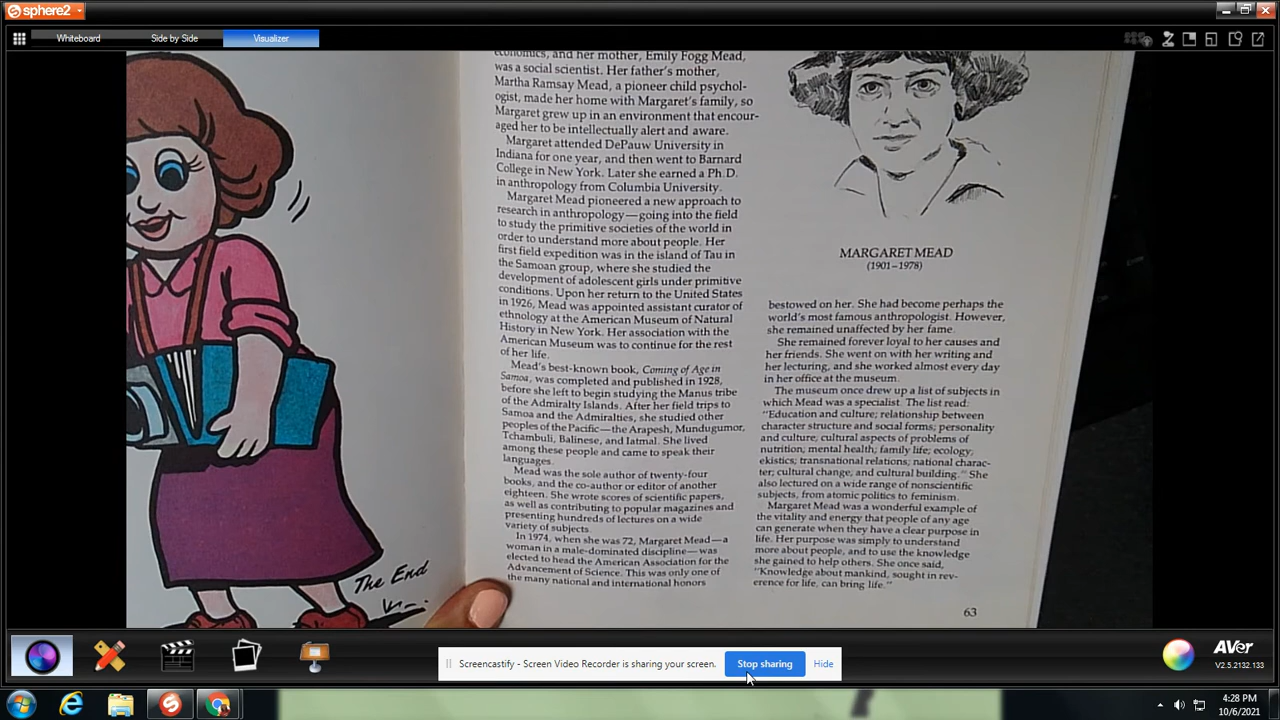 sphere2
Whiteboard
Side by Side
Visualizer
The End
economics, and her mother, Emily Fogg Mead,
was a social scientist. Her father's mother,
Martha Ramsay Mead, a pioneer child psychol-
ogist, made her home with Margaret's family, so
Margaret grew up in an environment that encour-
aged her to be intellectually alert and aware.
Margaret attended DePauw University in
Indiana for one year, and then went to Barnard
College in New York. Later she earned a Ph.D.
in anthropology from Columbia University.
Margaret Mead pioneered a new approach to
research in anthropology—going into the field
to study the primitive societies of the world in
order to understand more about people. Her
first field expedition was in the island of Tau in
the Samoan group, where she studied the
development of adolescent girls under primitive
conditions. Upon her return to the United States
in 1926, Mead was appointed assistant curator of
ethnology at the American Museum of Natural
History in New York. Her association with the
American Museum was to continue for the rest
of her life.
Mead's best-known book, Coming of Age in
Samoa, was completed and published in 1928,
before she left to begin studying the Manus tribe
of the Admiralty Islands. After her field trips to
Samoa and the Admiralties, she studied other
peoples of the Pacific—the Arapesh, Mundugumor,
Tchambuli, Balinese, and Iatmal. She lived
among these people and came to speak their
languages.
Mead was the sole author of twenty-four
books, and the co-author or editor of another
eighteen. She wrote scores of scientific papers,
as well as contributing to popular magazines and
presenting hundreds of lectures on a wide
variety of subjects.
In 1974, when she was 72, Margaret Mead—a
woman in a male-dominated discipline—was
elected to head the American Association for the
Advancement of Science. This was only one of
the many national and international honors
MARGARET MEAD
(1901–1978)
bestowed on her. She had become perhaps the
world's most famous anthropologist. However,
she remained unaffected by her fame.
She remained forever loyal to her causes and
her friends. She went on with her writing and
her lecturing, and she worked almost every day
in her office at the museum.
The museum once drew up a list of subjects in
which Mead was a specialist. The list read:
"Education and culture; relationship between
character structure and social forms; personality
and culture; cultural aspects of problems of
nutrition; mental health; family life; ecology;
ekistics; transnational relations; national charac-
ter; cultural change; and cultural building." She
also lectured on a wide range of nonscientific
subjects, from atomic politics to feminism.
Margaret Mead was a wonderful example of
the vitality and energy that people of any age
can generate when they have a clear purpose in
life. Her purpose was simply to understand
more about people, and to use the knowledge
she gained to help others. She once said,
"Knowledge about mankind, sought in rev-
erence for life, can bring life."
63
Screencastify - Screen Video Recorder is sharing your screen.
Stop sharing
Hide
AVer
V2.5.2132.133
4:28 PM
10/6/2021